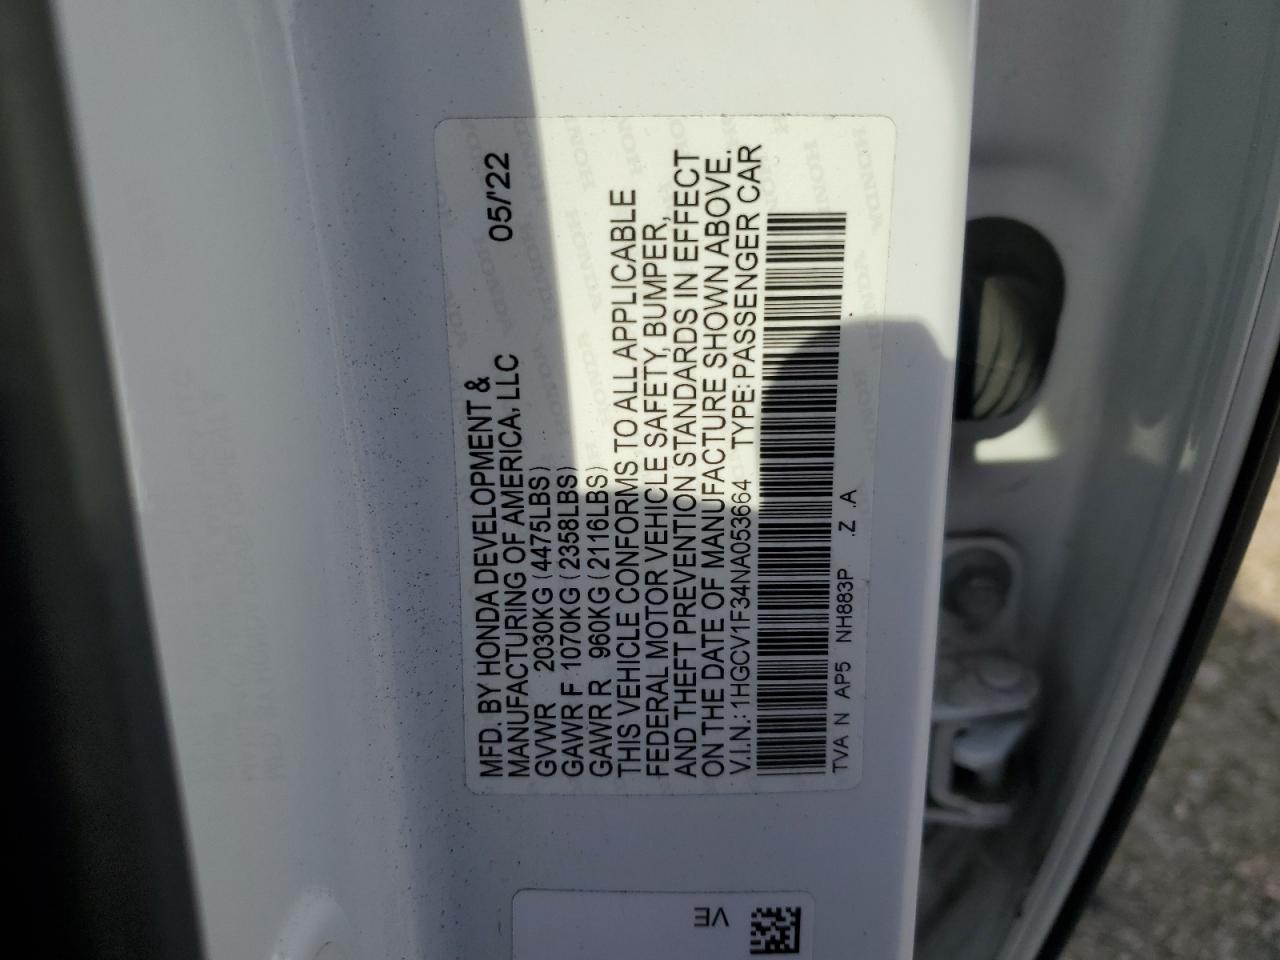 MFD. BY HONDA DEVELOPMENT &
MANUFACTURING OF AMERICA, LLC 05/'22
GVWR 2030KG (4475LBS)
GAWR F 1070KG (2358LBS)
GAWR R 960KG (2116LBS)
THIS VEHICLE CONFORMS TO ALL APPLICABLE
FEDERAL MOTOR VEHICLE SAFETY, BUMPER,
AND THEFT PREVENTION STANDARDS IN EFFECT
ON THE DATE OF MANUFACTURE SHOWN ABOVE.
V.I.N.: 1HGCV1F34NA053664 TYPE: PASSENGER CAR
TVA N AP5 NH883P .Z .A
VE